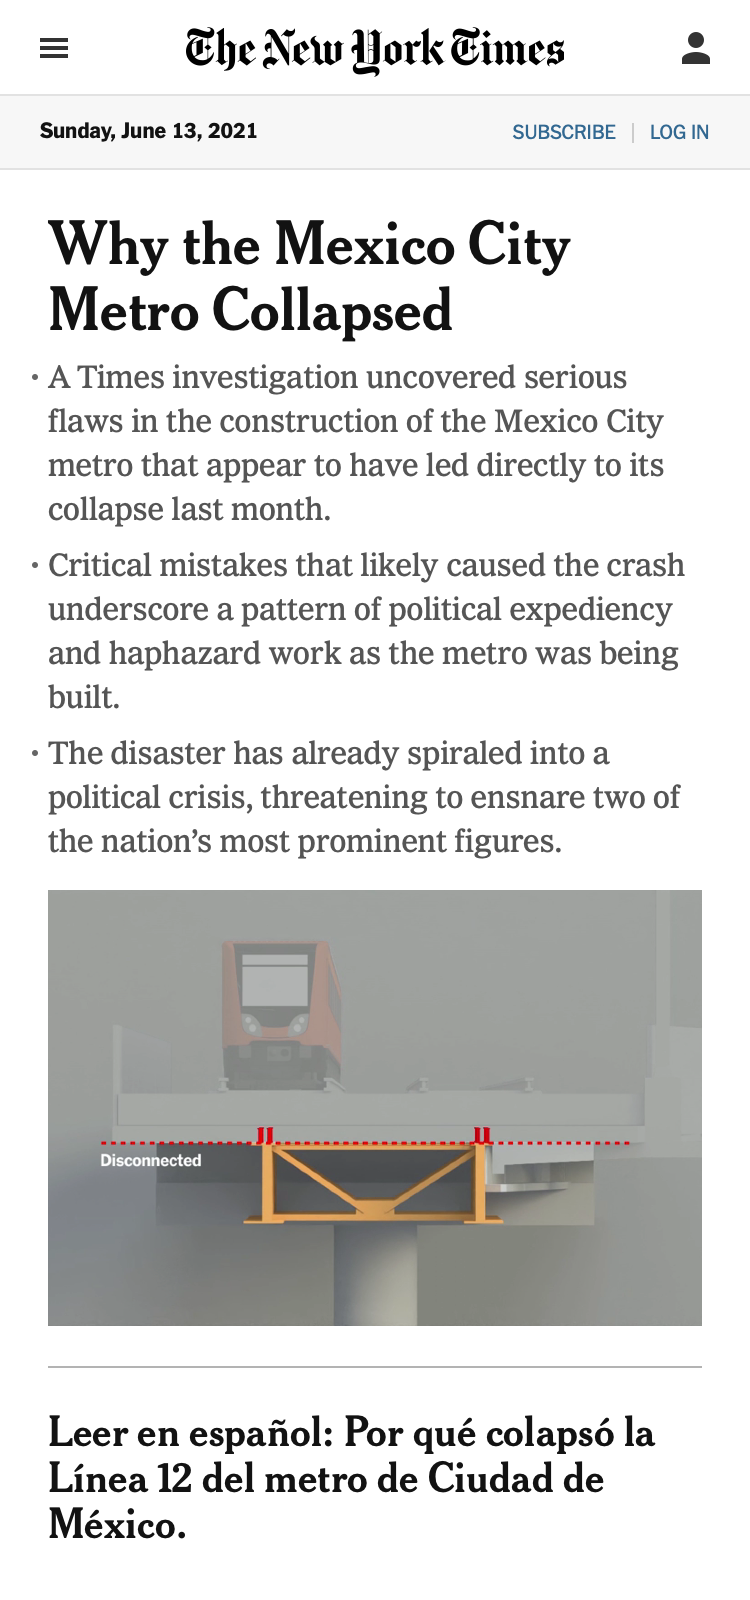 The New York Times
Sunday, June 13, 2021
SUBSCRIBE | LOG IN
Why the Mexico City
Metro Collapsed
• A Times investigation uncovered serious
flaws in the construction of the Mexico City
metro that appear to have led directly to its
collapse last month.
• Critical mistakes that likely caused the crash
underscore a pattern of political expediency
and haphazard work as the metro was being
built.
• The disaster has already spiraled into a
political crisis, threatening to ensnare two of
the nation’s most prominent figures.
Disconnected
Leer en español: Por qué colapsó la
Línea 12 del metro de Ciudad de
México.